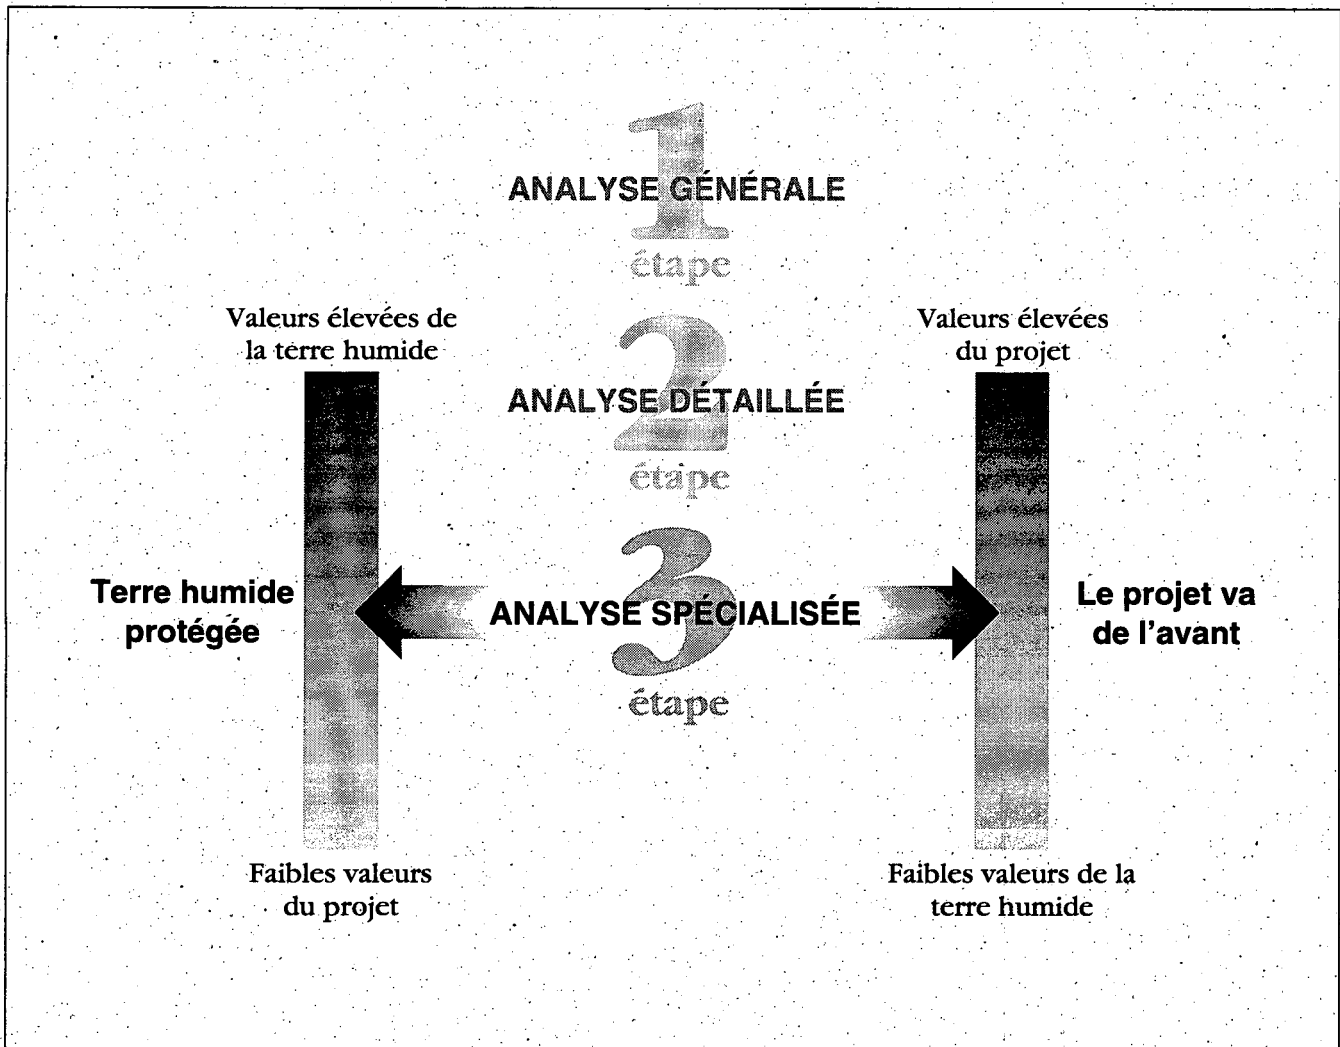 1
ANALYSE GÉNÉRALE
étape
Valeurs élevées de
la terre humide
2
ANALYSE DÉTAILLÉE
étape
Valeurs élevées
du projet
Terre humide
protégée
3
ANALYSE SPÉCIALISÉE
étape
Le projet va
de l'avant
Faibles valeurs
du projet
Faibles valeurs de la
terre humide